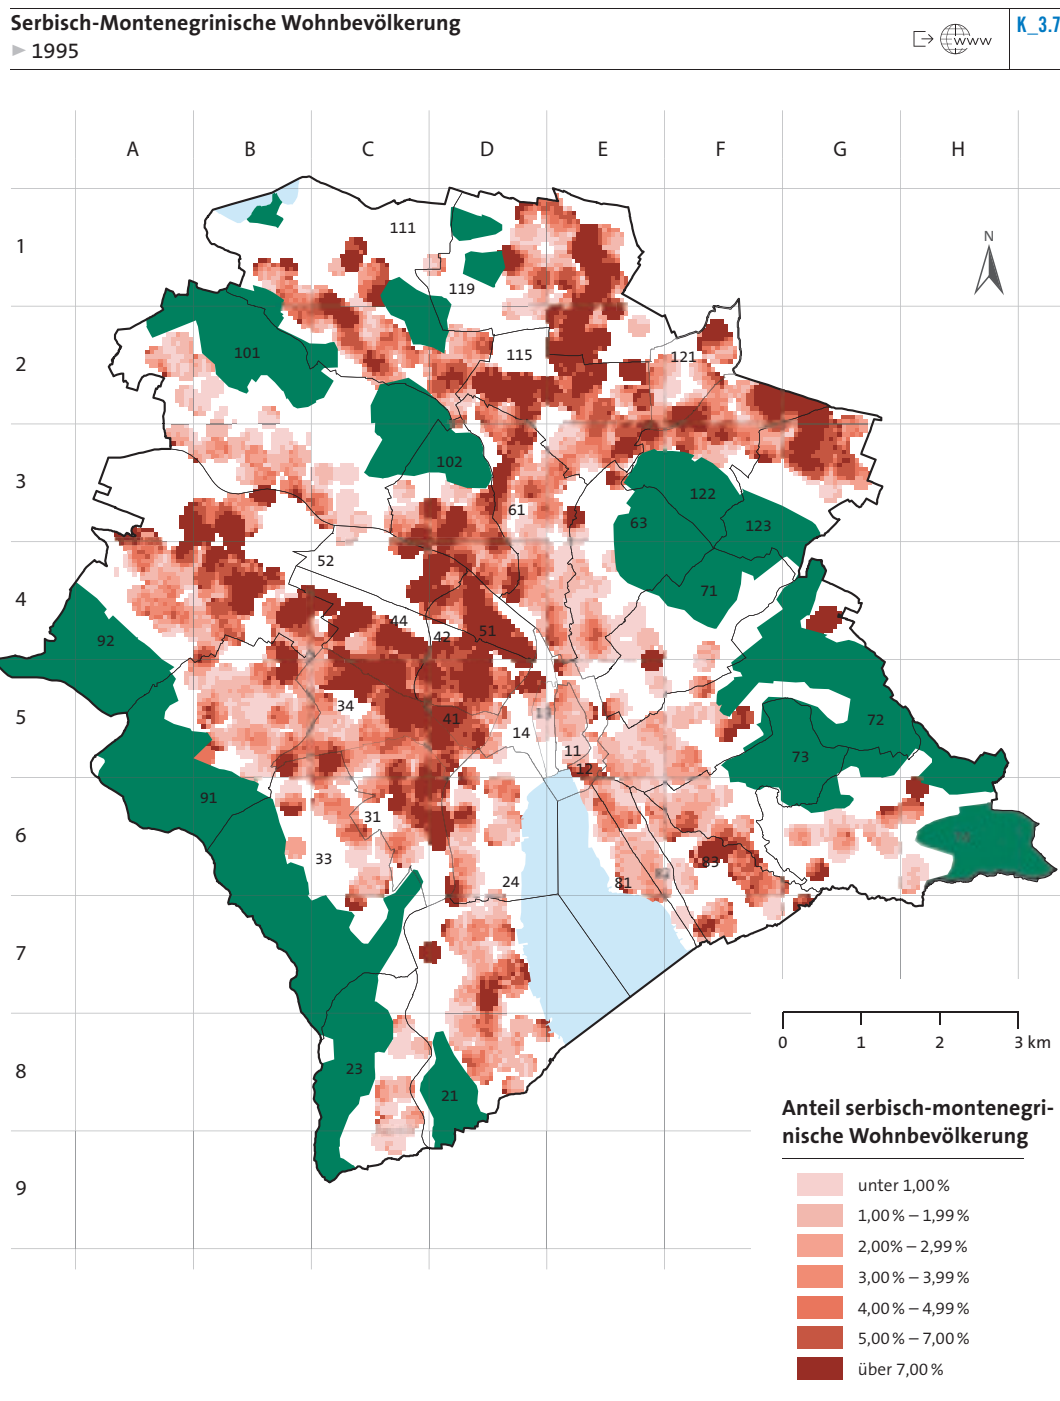 Serbisch-Montenegrinische Wohnbevölkerung
► 1995
www
K_3.7
A B C D E F G H
1
111
119
2
101
115
121
3
102
61
122
63
123
52
4
71
92
44
42
51
5
34
41
14
13
11
12
72
73
6
91
31
33
24
81
83
7
8
23
21
9
N
0 1 2 3 km
Anteil serbisch-montenegri-
nische Wohnbevölkerung
unter 1,00 %
1,00 % – 1,99 %
2,00% – 2,99 %
3,00 % – 3,99 %
4,00 % – 4,99 %
5,00 % – 7,00 %
über 7,00 %